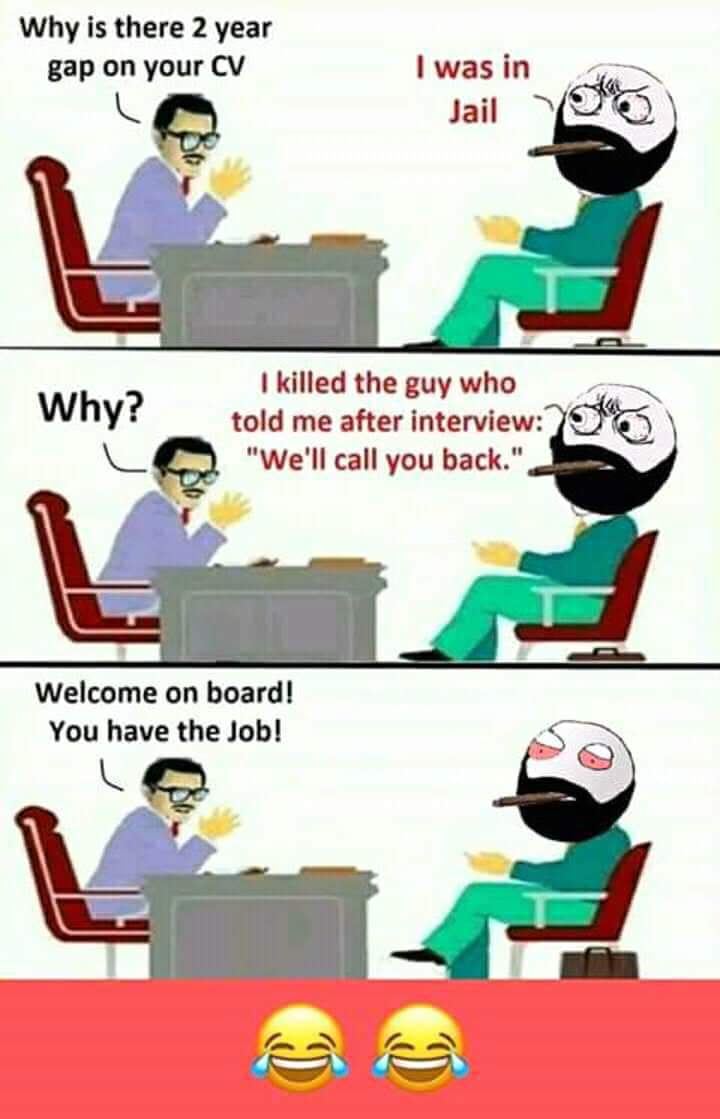 Why is there 2 year
gap on your CV
I was in
Jail
Why?
I killed the guy who
told me after interview:
"We'll call you back."
Welcome on board!
You have the Job!